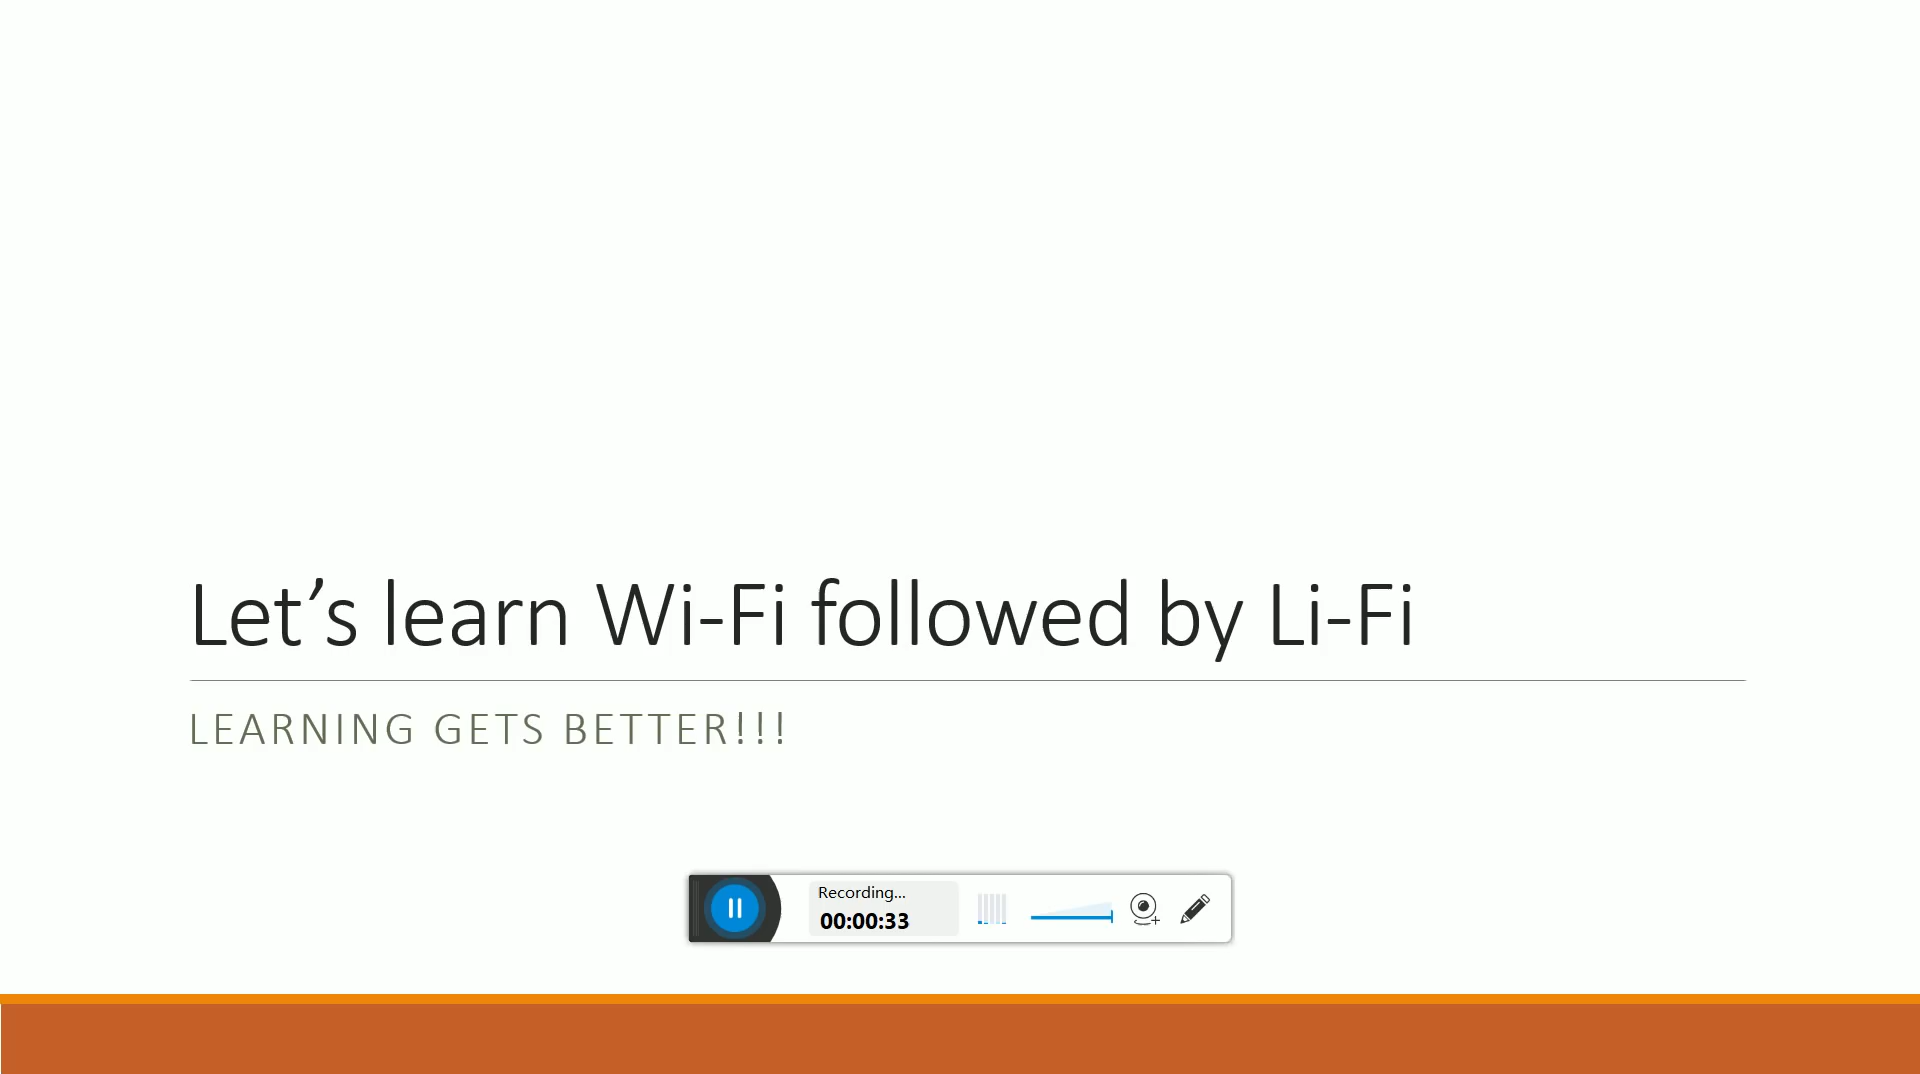 Let’s learn Wi-Fi followed by Li-Fi
LEARNING GETS BETTER!!!
Recording...
00:00:33